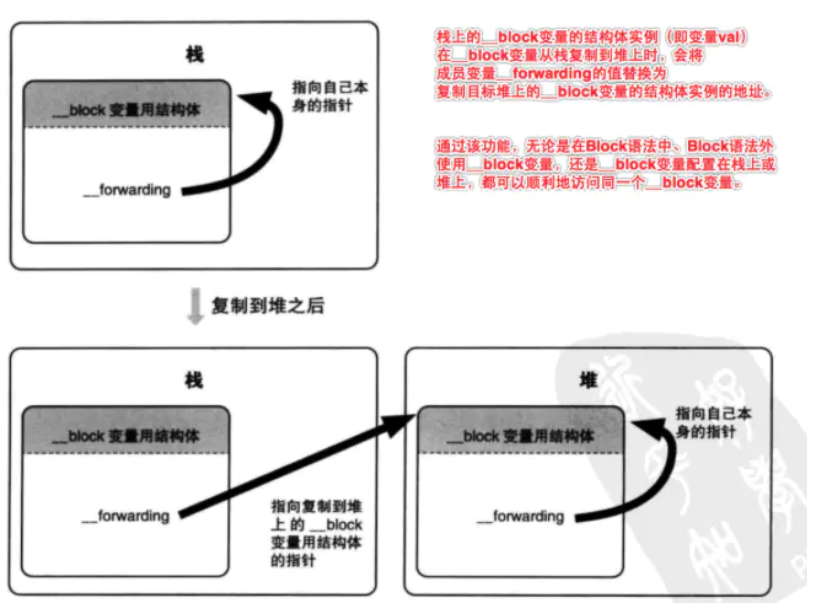 栈
__block 变量用结构体
指向自己本
身的指针
__forwarding
栈上的__block变量的结构体实例（即变量val）
在__block变量从栈复制到堆上时，会将
成员变量__forwarding的值替换为
复制目标堆上的__block变量的结构体实例的地址。
通过该功能，无论是在Block语法中、Block语法外
使用__block变量，还是__block变量配置在栈上或
堆上，都可以顺利地访问同一个__block变量。
复制到堆之后
栈
__block 变量用结构体
__forwarding
指向复制到堆
上 的 __block
变量用结构体
的指针
堆
__block 变量用结构体
指向自己本
身的指针
__forwarding